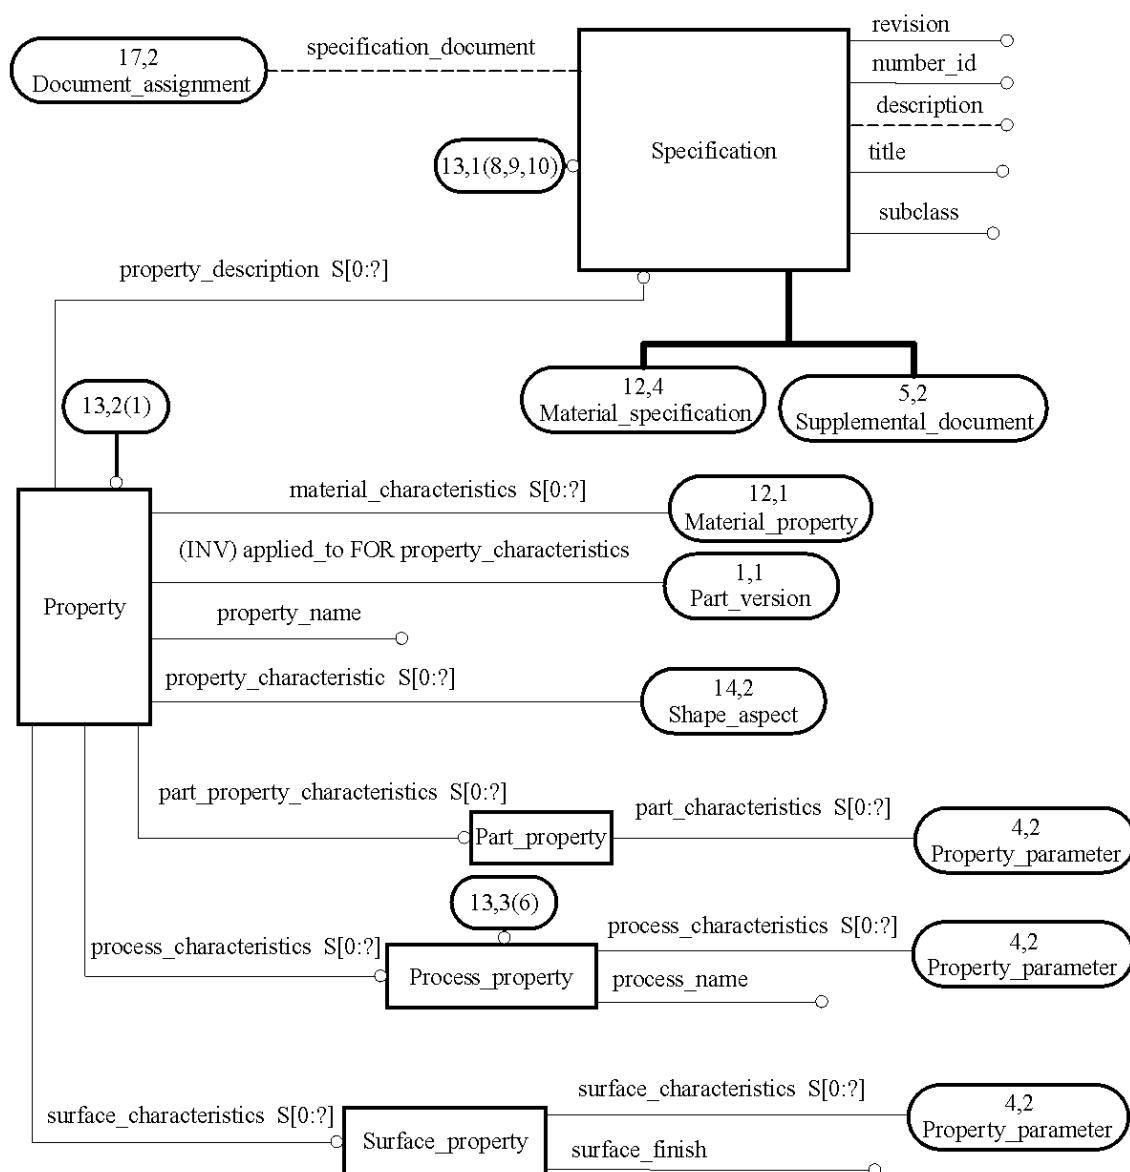 revision
17,2
Document_assignment
specification_document
number_id
description
13,1(8,9,10)
Specification
title
subclass
property_description S[0:?]
12,4
Material_specification
5,2
Supplemental_document
13,2(1)
material_characteristics S[0:?]
12,1
Material_property
(INV) applied_to FOR property_characteristics
1,1
Part_version
Property
property_name
property_characteristic S[0:?]
14,2
Shape_aspect
part_property_characteristics S[0:?]
Part_property
part_characteristics S[0:?]
4,2
Property_parameter
13,3(6)
process_characteristics S[0:?]
Process_property
process_characteristics S[0:?]
4,2
Property_parameter
process_name
surface_characteristics S[0:?]
Surface_property
surface_characteristics S[0:?]
4,2
Property_parameter
surface_finish